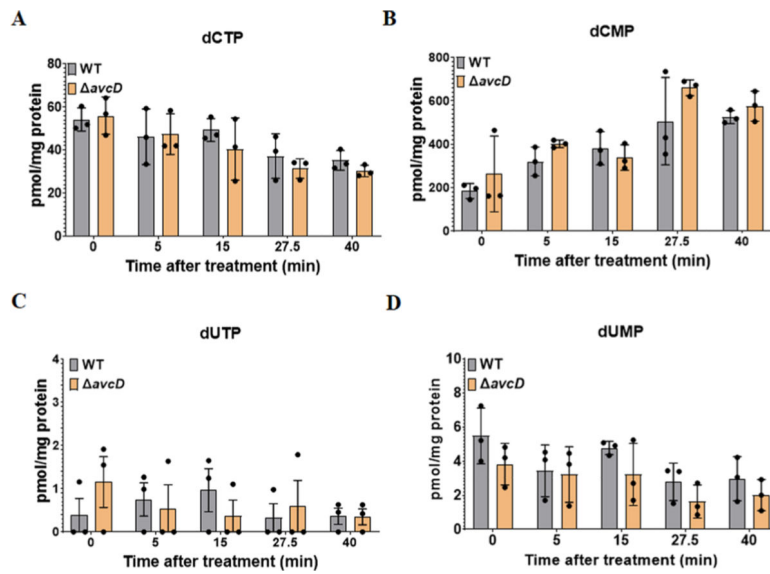 A
dCTP
WT
ΔavcD
pmol/mg protein
80
60
40
20
0
0 5 15 27.5 40
Time after treatment (min)
B
dCMP
WT
ΔavcD
pmol/mg protein
800
600
400
200
0
0 5 15 27.5 40
Time after treatment (min)
C
dUTP
WT
ΔavcD
pmol/mg protein
4
3
2
1
0
0 5 15 27.5 40
Time after treatment (min)
D
dUMP
WT
ΔavcD
pmol/mg protein
10
8
6
4
2
0
0 5 15 27.5 40
Time after treatment (min)